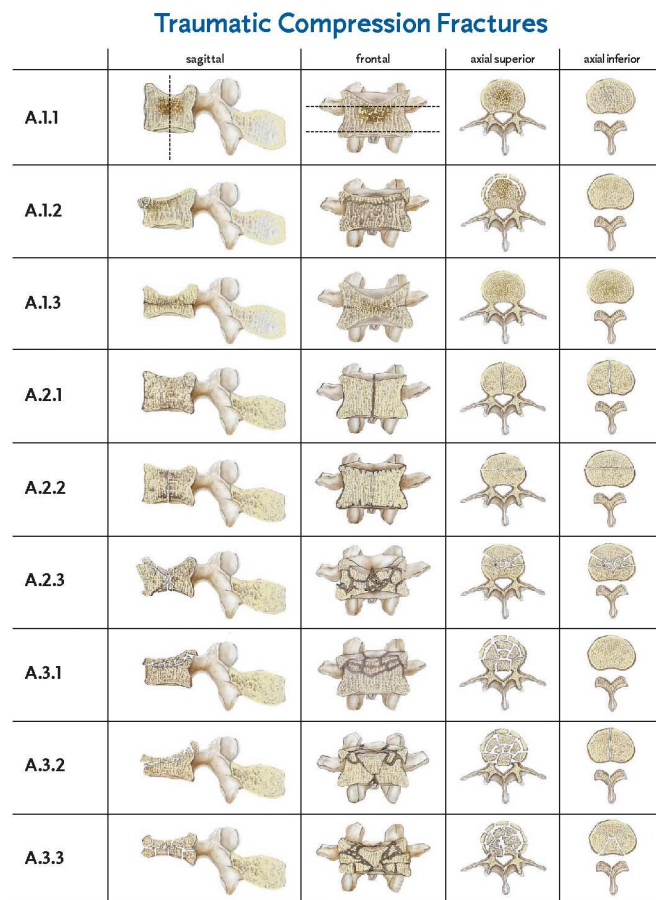 Traumatic Compression Fractures
sagittal frontal axial superior axial inferior
A.1.1
A.1.2
A.1.3
A.2.1
A.2.2
A.2.3
A.3.1
A.3.2
A.3.3